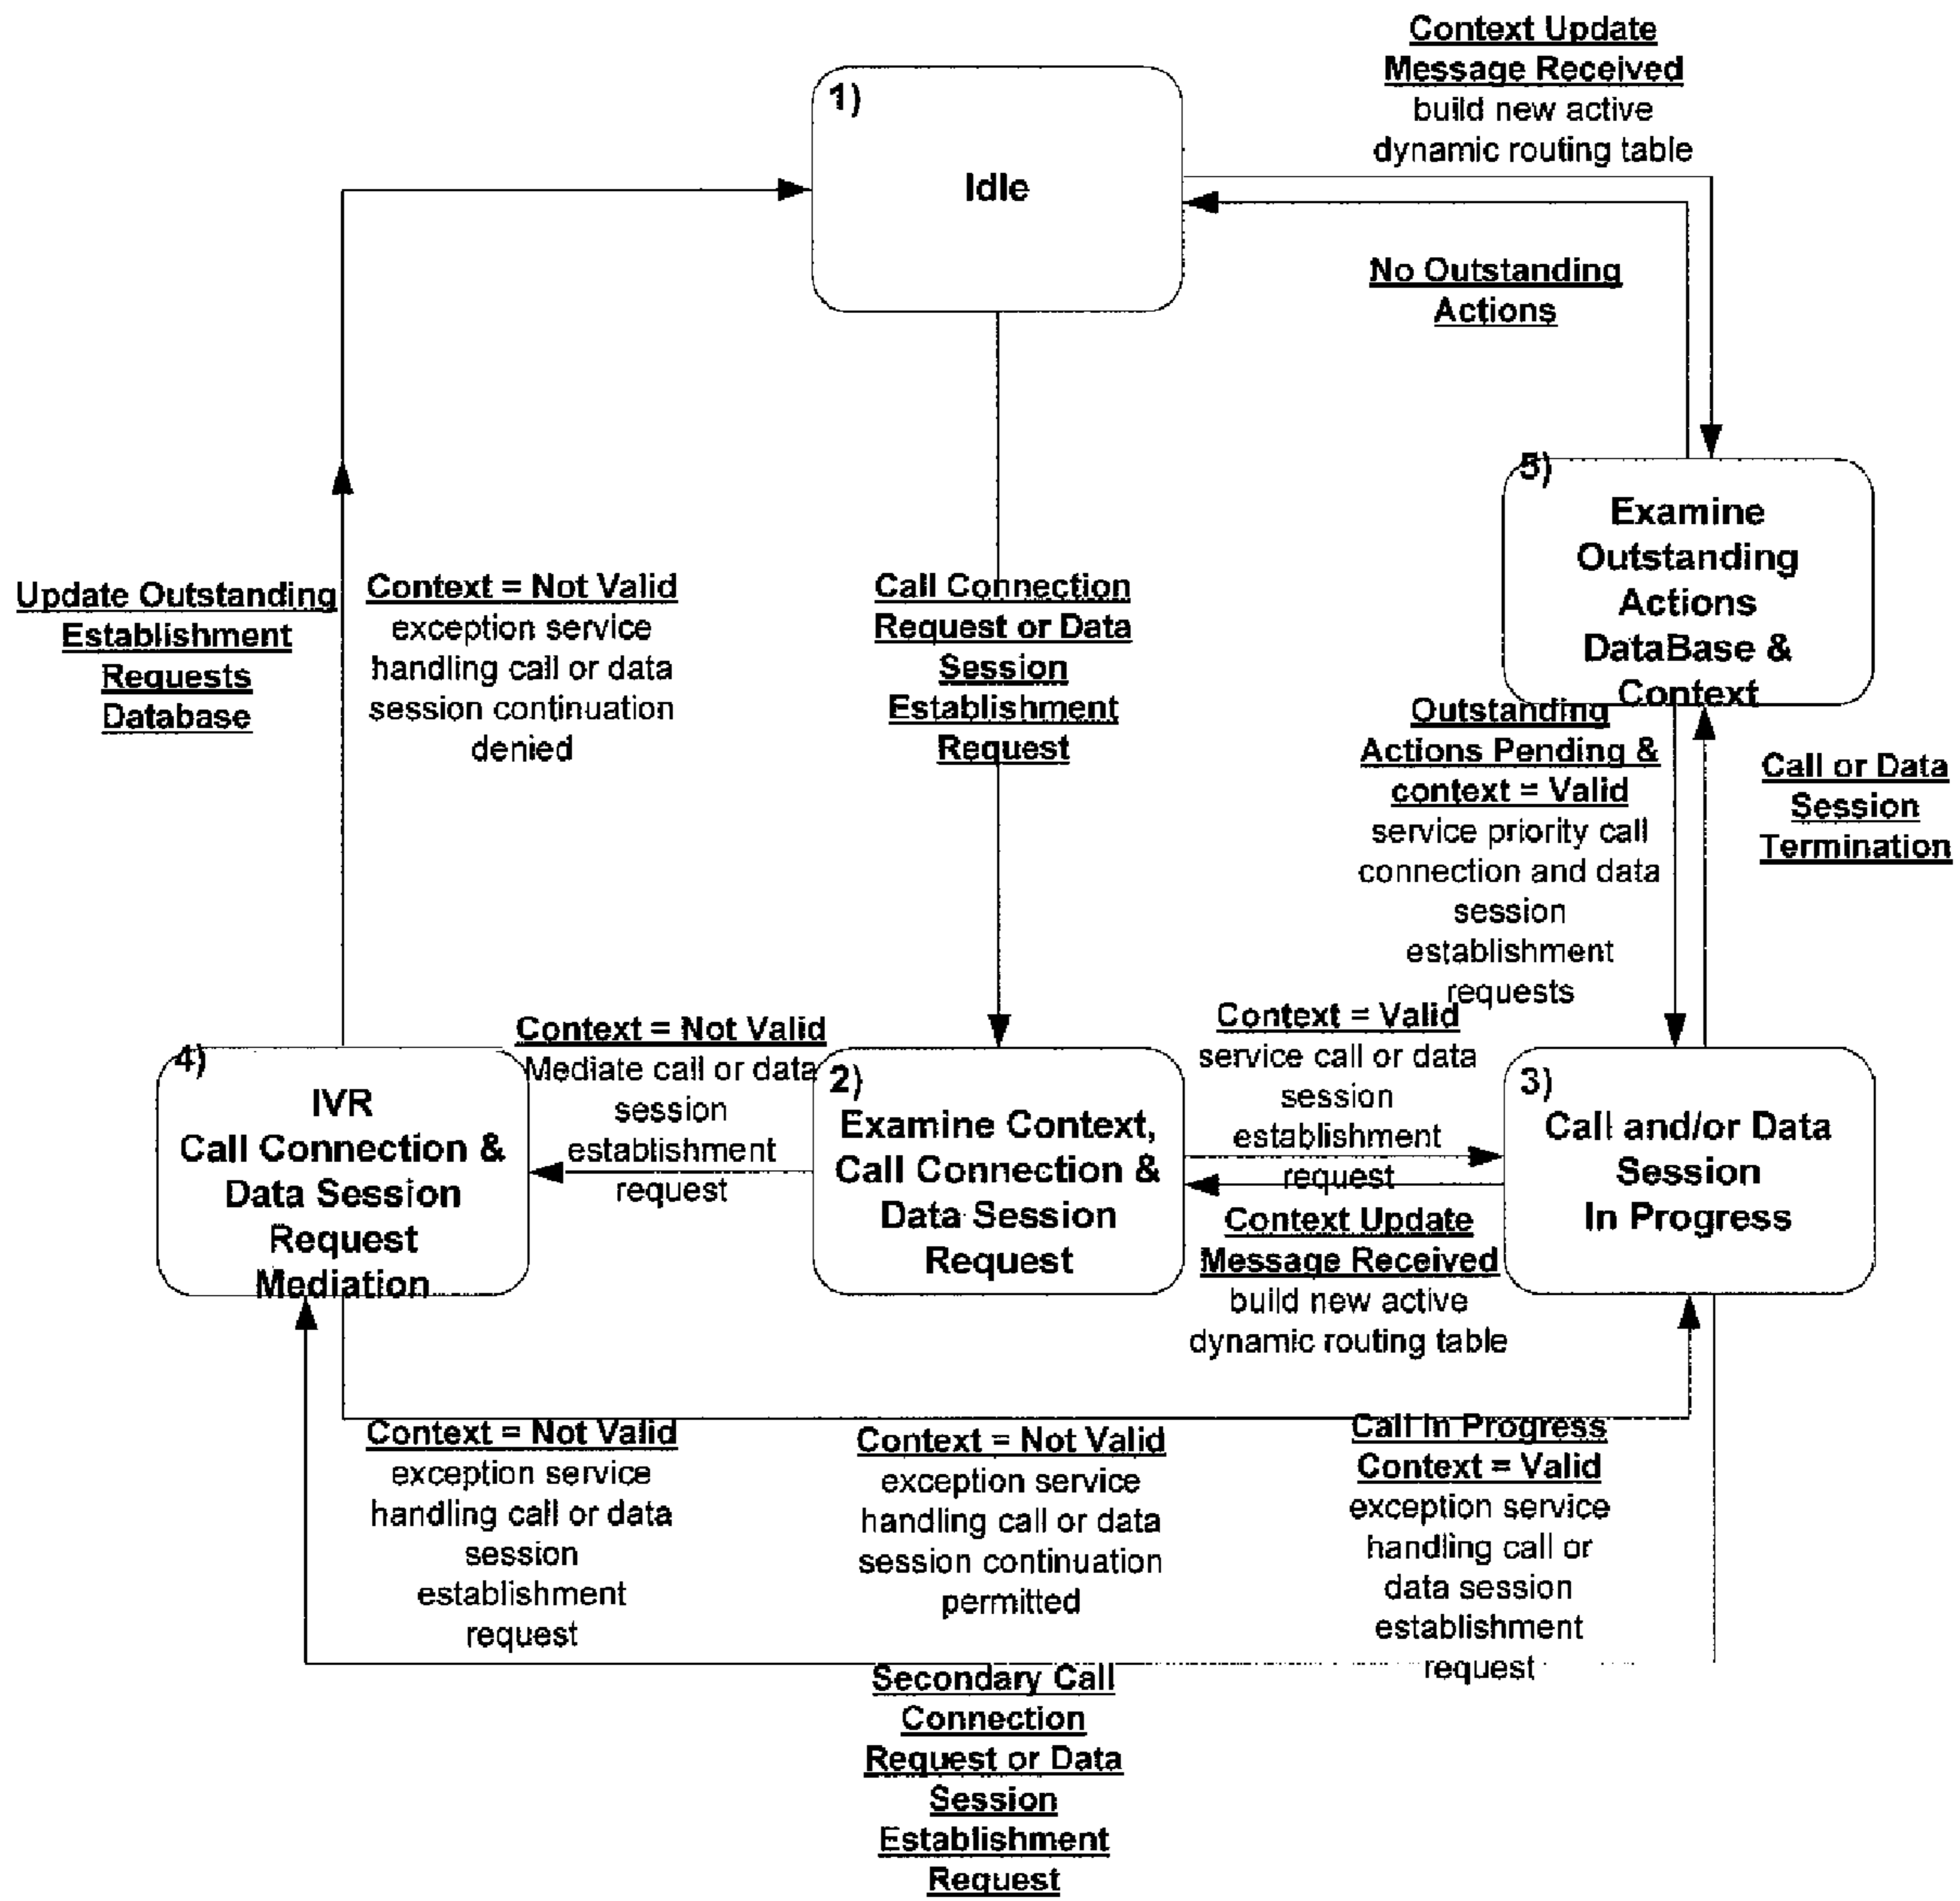 Context Update
Message Received
build new active
dynamic routing table
1)
Idle
No Outstanding
Actions
5)
Examine
Outstanding
Actions
DataBase &
Context
Update Outstanding
Establishment
Requests
Database
Context = Not Valid
exception service
handling call or data
session continuation
denied
Call Connection
Request or Data
Session
Establishment
Request
Outstanding
Actions Pending &
context = Valid
service priority call
connection and data
session
establishment
requests
Call or Data
Session
Termination
4)
IVR
Call Connection &
Data Session
Request
Mediation
Context = Not Valid
Mediate call or data
session
establishment
request
2)
Examine Context,
Call Connection &
Data Session
Request
Context = Valid
service call or data
session
establishment
request
Context Update
Message Received
build new active
dynamic routing table
3)
Call and/or Data
Session
In Progress
Context = Not Valid
exception service
handling call or data
session
establishment
request
Context = Not Valid
exception service
handling call or data
session continuation
permitted
Call In Progress
Context = Valid
exception service
handling call or
data session
establishment
request
Secondary Call
Connection
Request or Data
Session
Establishment
Request